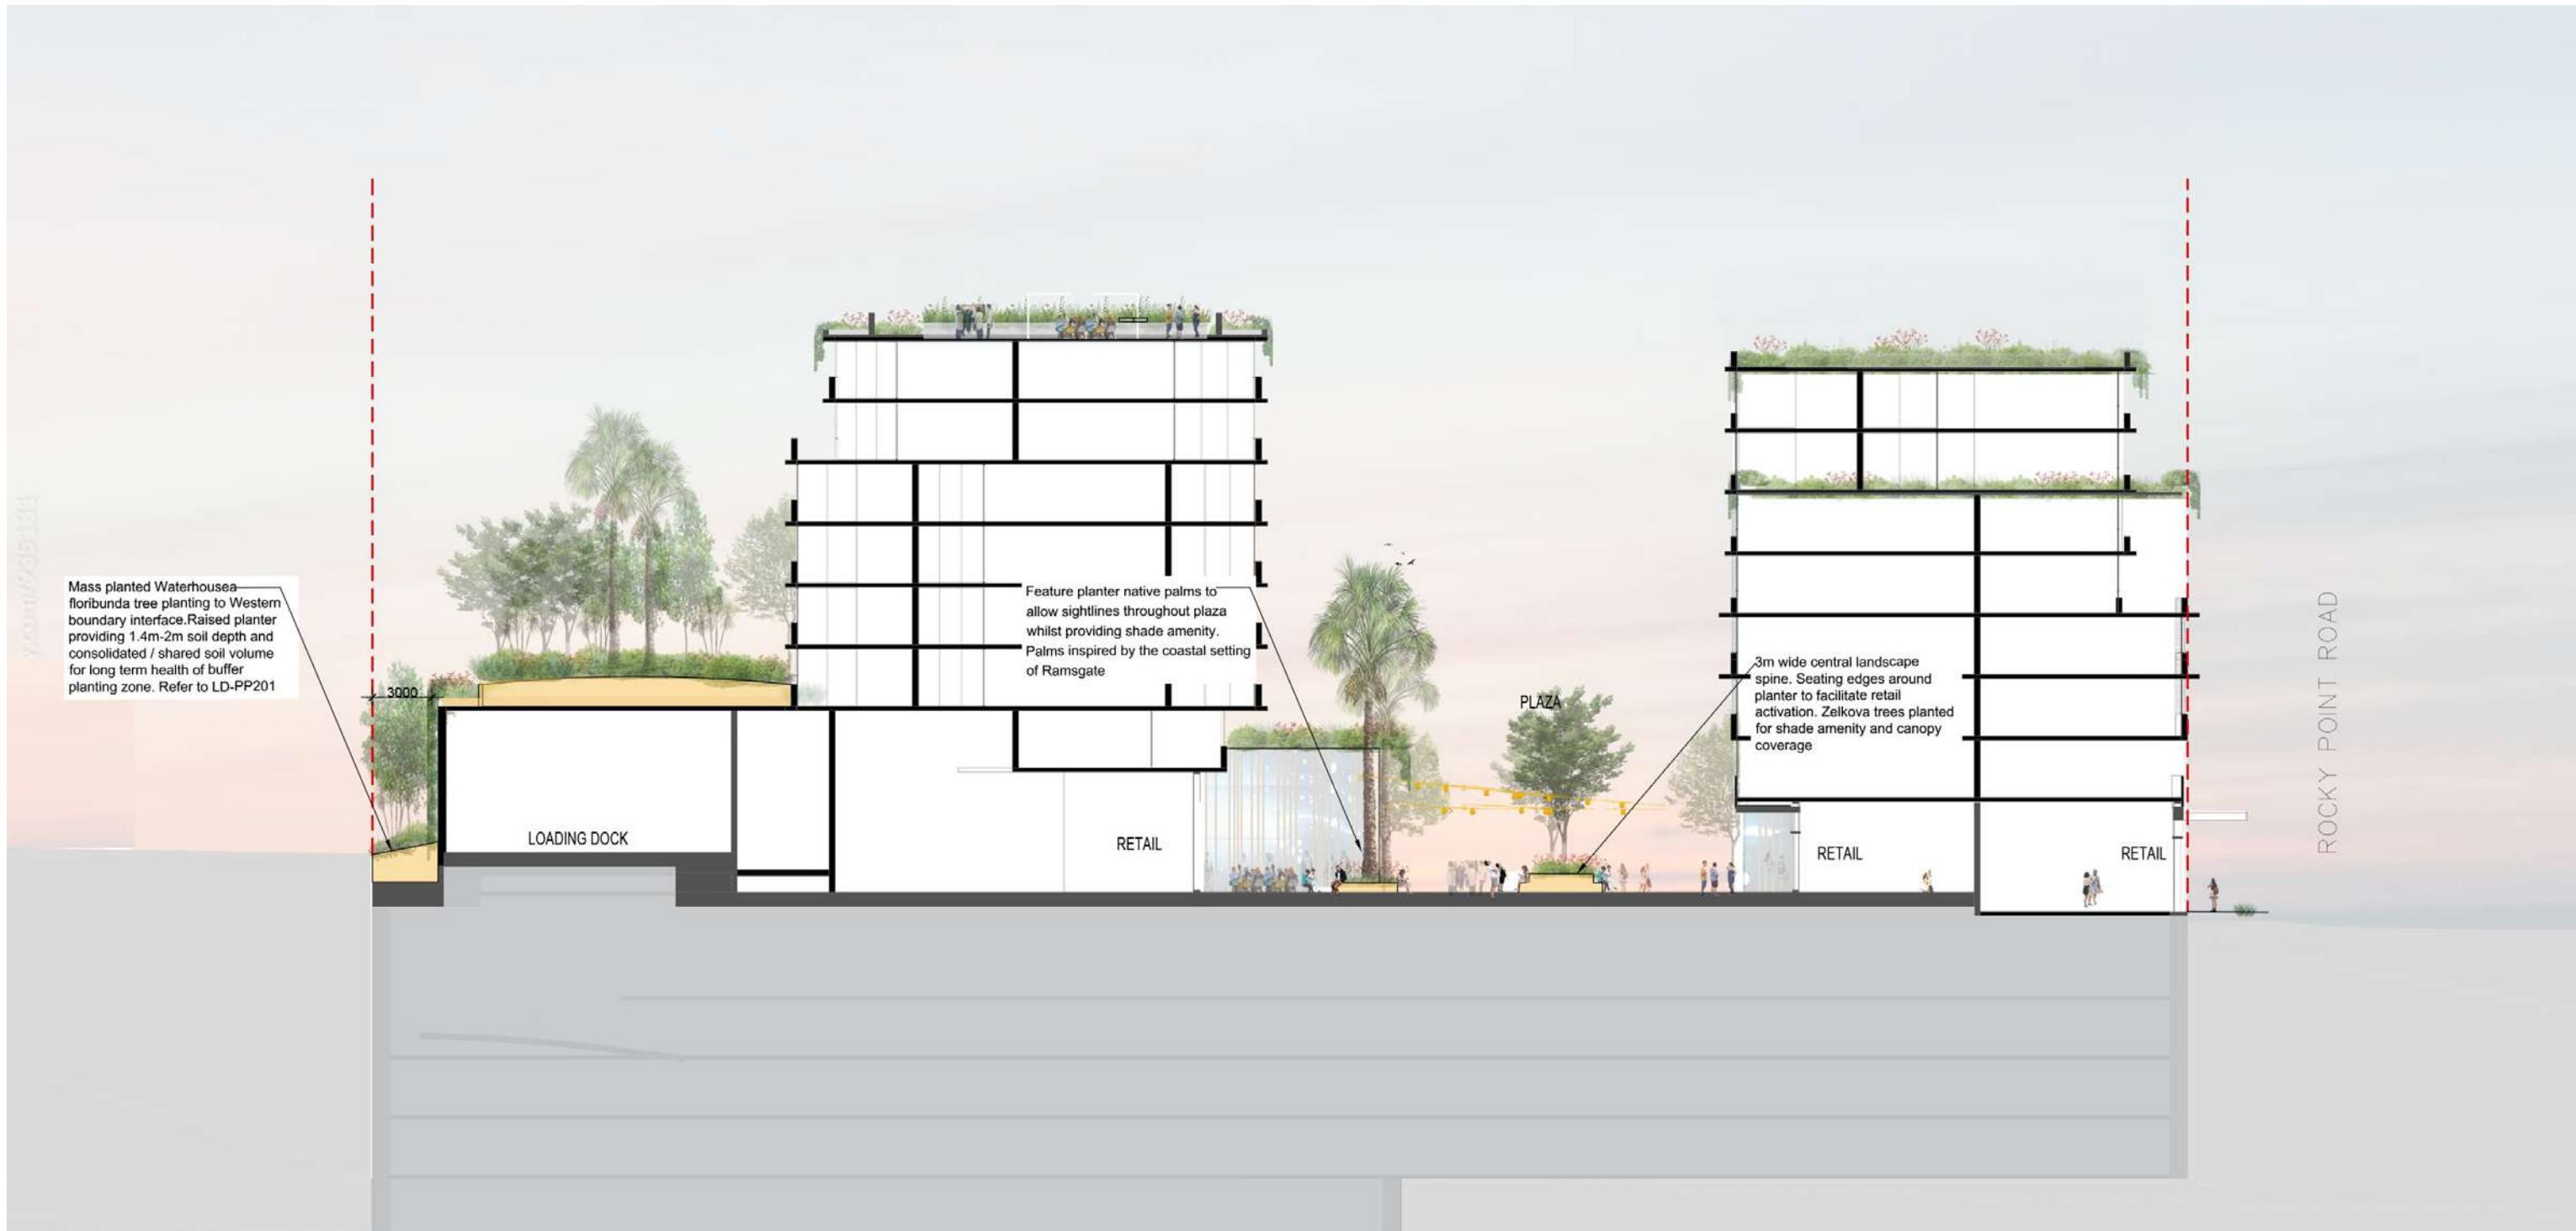 Mass planted Waterhousea
floribunda tree planting to Western
boundary interface.Raised planter
providing 1.4m-2m soil depth and
consolidated / shared soil volume
for long term health of buffer
planting zone. Refer to LD-PP201
3000
LOADING DOCK
Feature planter native palms to
allow sightlines throughout plaza
whilst providing shade amenity.
Palms inspired by the coastal setting
of Ramsgate
RETAIL
PLAZA
3m wide central landscape
spine. Seating edges around
planter to facilitate retail
activation. Zelkova trees planted
for shade amenity and canopy
coverage
RETAIL
RETAIL
ROCKY POINT ROAD